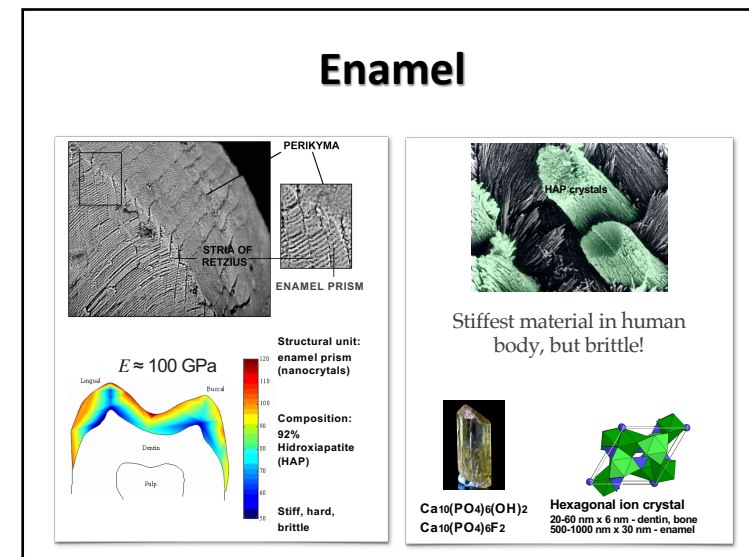 Enamel
PERIKYMA
STRIA OF
RETZIUS
ENAMEL PRISM
E ≈ 100 GPa
Lingual
Buccal
Dentin
Pulp
120
110
100
90
80
70
60
50
Structural unit:
enamel prism
(nanocrytals)
Composition:
92%
Hidroxiapatite
(HAP)
Stiff, hard,
brittle
HAP crystals
Stiffest material in human
body, but brittle!
Ca10(PO4)6(OH)2
Ca10(PO4)6F2
Hexagonal ion crystal
20-60 nm x 6 nm - dentin, bone
500-1000 nm x 30 nm - enamel